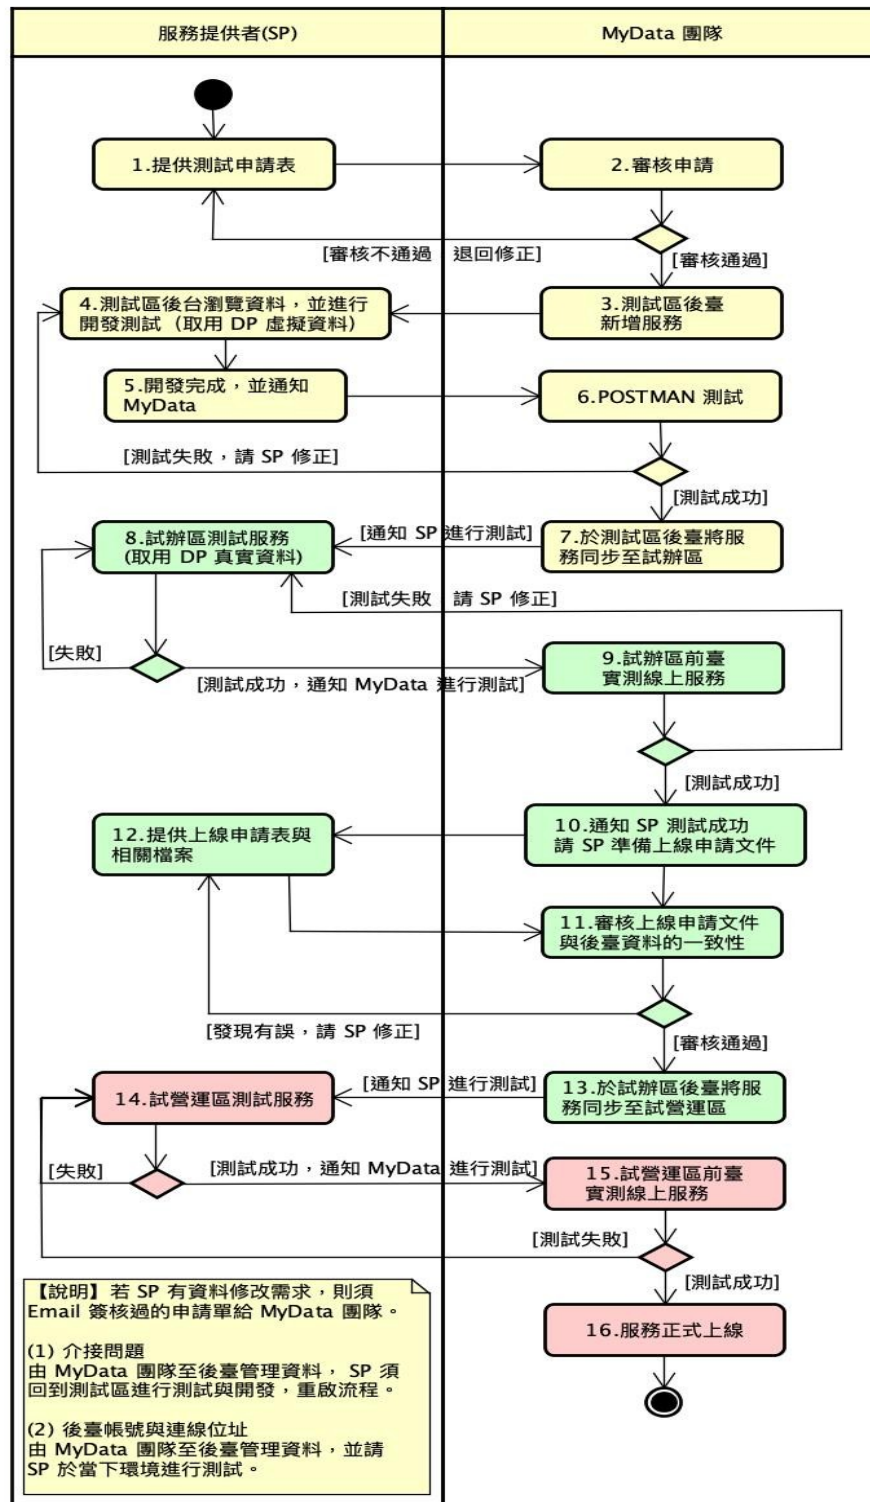 服務提供者(SP)
MyData 團隊
1.提供測試申請表
2.審核申請
[審核不通過，退回修正]
[審核通過]
4.測試區後台瀏覽資料，並進行
開發測試（取用 DP 虛擬資料）
3.測試區後臺
新增服務
5.開發完成，並通知
MyData
6.POSTMAN 測試
[測試失敗，請 SP 修正]
[測試成功]
8.試辦區測試服務
(取用 DP 真實資料)
[通知 SP 進行測試]
7.於測試區後臺將服
務同步至試辦區
[測試失敗，請 SP 修正]
[失敗]
[測試成功，通知 MyData 進行測試]
9.試辦區前臺
實測線上服務
[測試成功]
12.提供上線申請表與
相關檔案
10.通知 SP 測試成功
請 SP 準備上線申請文件
11.審核上線申請文件
與後臺資料的一致性
[發現有誤，請 SP 修正]
[審核通過]
14.試營運區測試服務
[通知 SP 進行測試]
13.於試辦區後臺將服
務同步至試營運區
[失敗]
[測試成功，通知 MyData 進行測試]
15.試營運區前臺
實測線上服務
[測試失敗]
[測試成功]
16.服務正式上線
【說明】若 SP 有資料修改需求，則須
Email 簽核過的申請單給 MyData 團隊。
(1) 介接問題
由 MyData 團隊至後臺管理資料， SP 須
回到測試區進行測試與開發，重啟流程。
(2) 後臺帳號與連線位址
由 MyData 團隊至後臺管理資料，並請
SP 於當下環境進行測試。